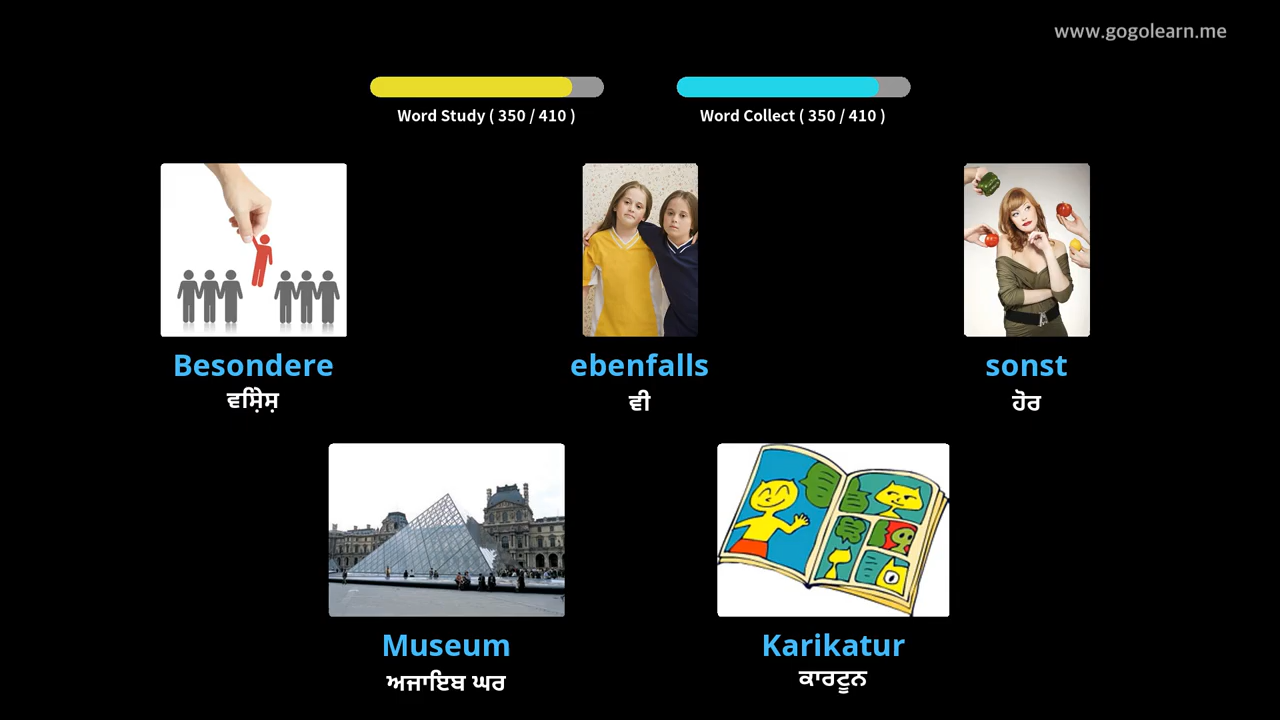 www.gogolearn.me
Word Study ( 350 / 410 )
Word Collect ( 350 / 410 )
Besondere
ਵਿਸ਼ੇਸ਼
ebenfalls
ਵੀ
sonst
ਹੋਰ
Museum
ਅਜਾਇਬ ਘਰ
Karikatur
ਕਾਰਟੂਨ